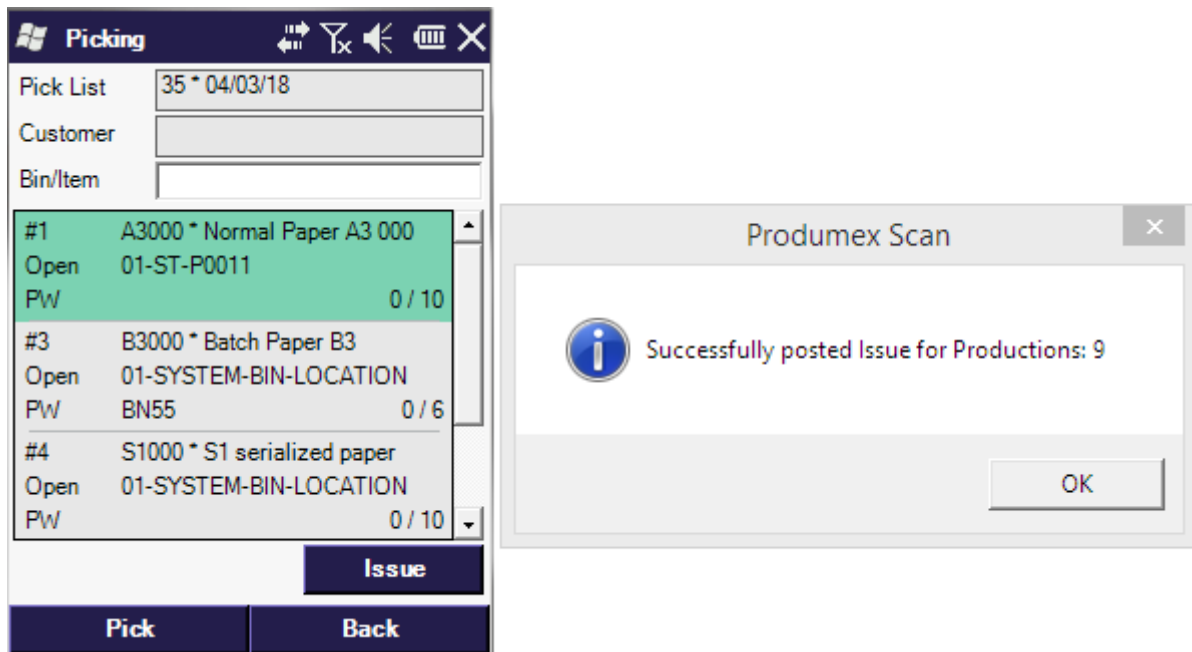 Picking
Pick List 35 * 04/03/18
Customer
Bin/Item
#1 A3000 * Normal Paper A3 000
Open 01-ST-P0011
PW 0 / 10
#3 B3000 * Batch Paper B3
Open 01-SYSTEM-BIN-LOCATION
PW BN55 0 / 6
#4 S1000 * S1 serialized paper
Open 01-SYSTEM-BIN-LOCATION
PW 0 / 10
Issue
Pick Back
Produmex Scan
Successfully posted Issue for Productions: 9
OK